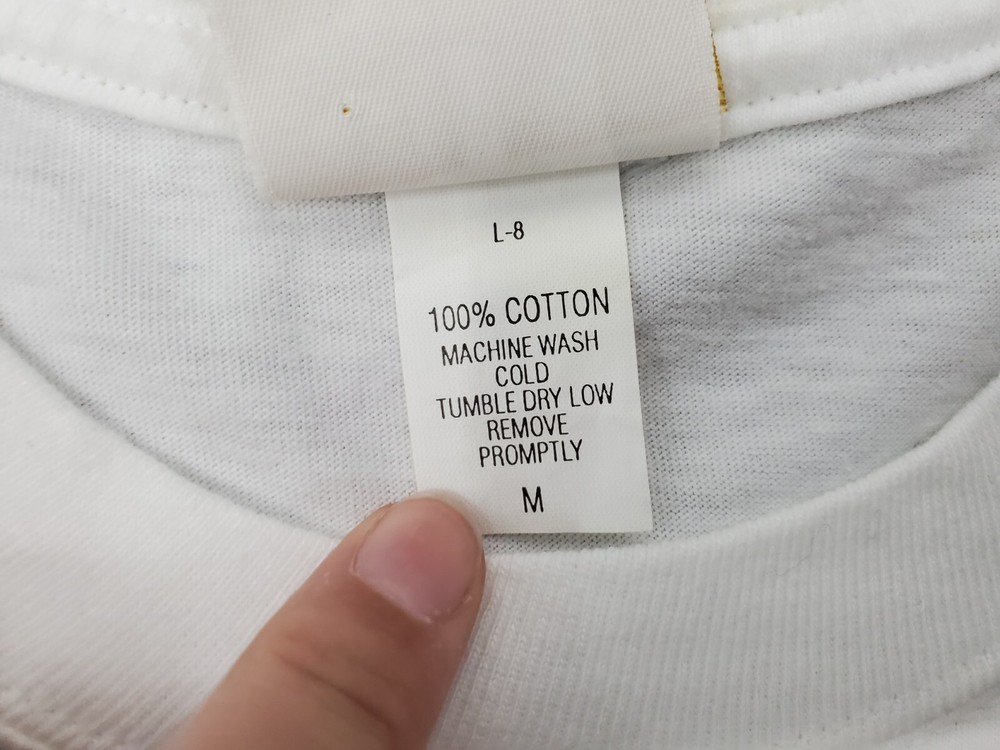 L-8
100% COTTON
MACHINE WASH
COLD
TUMBLE DRY LOW
REMOVE
PROMPTLY
M